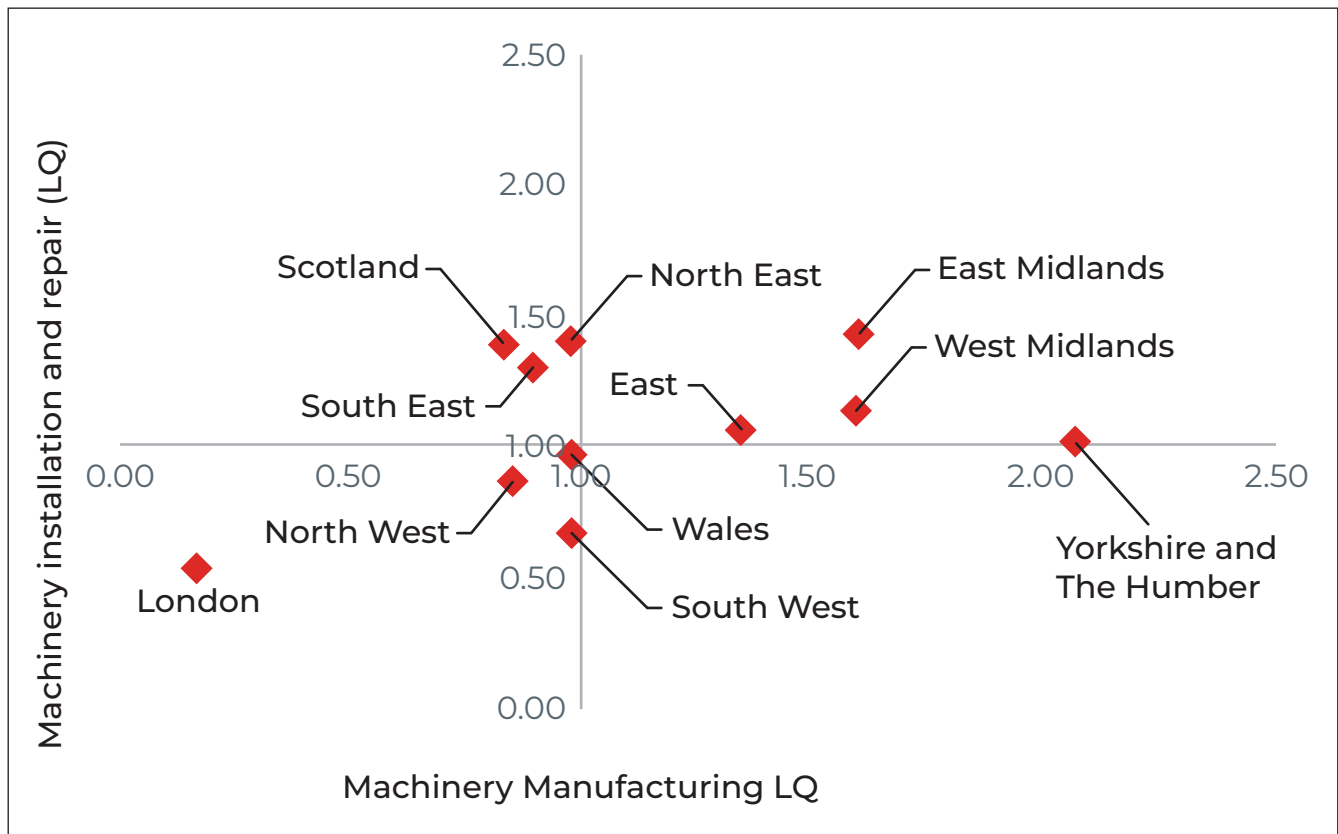 2.50
2.00
Scotland
North East
East Midlands
1.50
West Midlands
East
South East
1.00
0.00
0.50
1.00
1.50
2.00
2.50
North West
Wales
Yorkshire and
The Humber
0.50
London
South West
0.00
Machinery installation and repair (LQ)
Machinery Manufacturing LQ